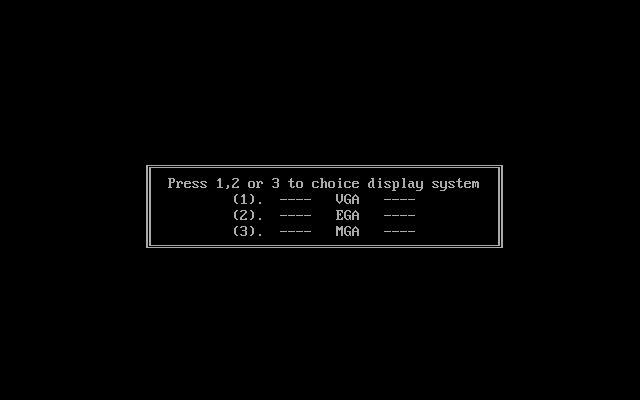 Press 1,2 or 3 to choice display system
(1). ---- VGA ----
(2). ---- EGA ----
(3). ---- MGA ----